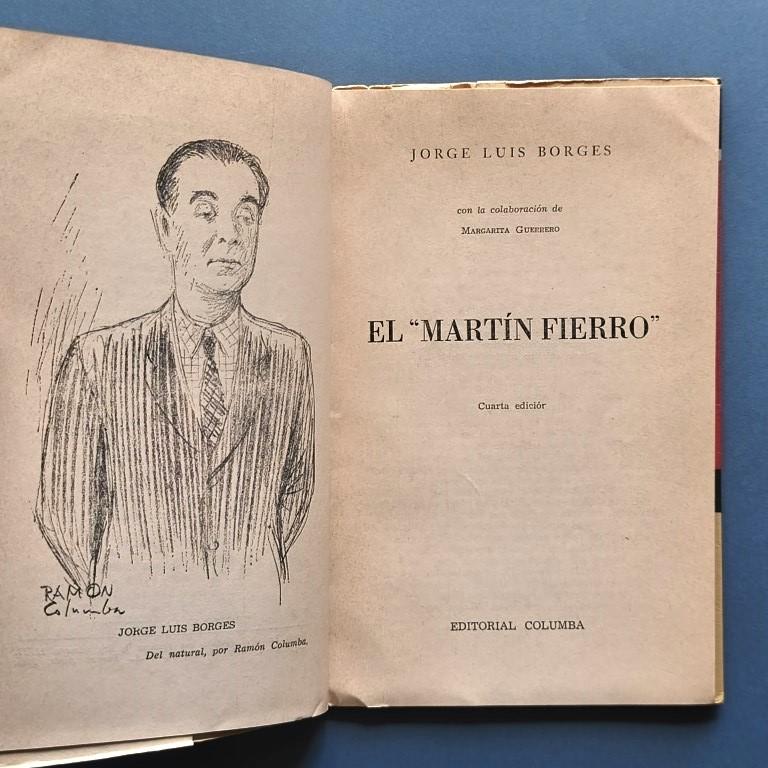 RAMÓN
Columba
JORGE LUIS BORGES
Del natural, por Ramón Columba.
JORGE LUIS BORGES
con la colaboración de
MARGARITA GUERRERO
EL “MARTÍN FIERRO”
Cuarta edición
EDITORIAL COLUMBA